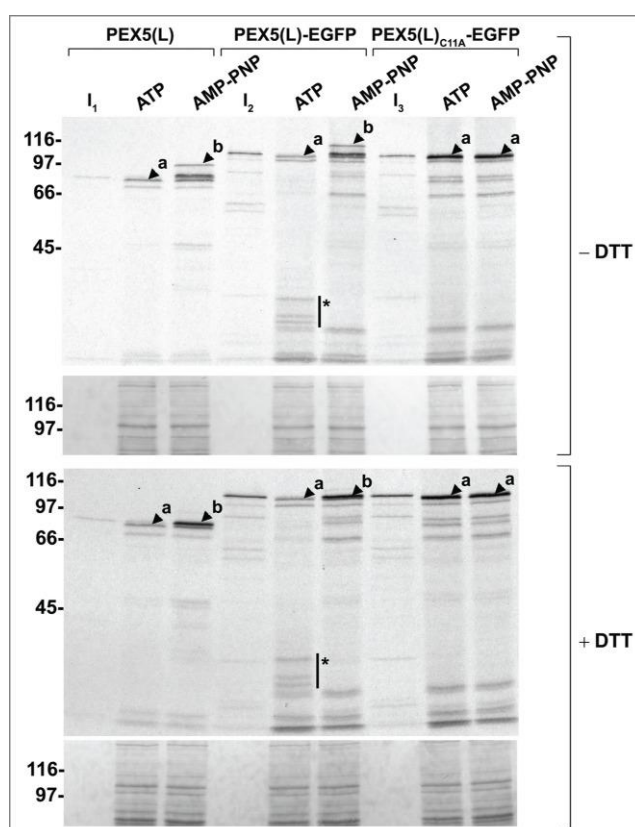 PEX5(L) PEX5(L)-EGFP PEX5(L)C11A-EGFP
I1 ATP AMP-PNP I2 ATP AMP-PNP I3 ATP AMP-PNP
116-
97-
66-
45-
a b a b a a
*
116-
97-
– DTT
116-
97-
66-
45-
a b a b a a
*
116-
97-
+ DTT